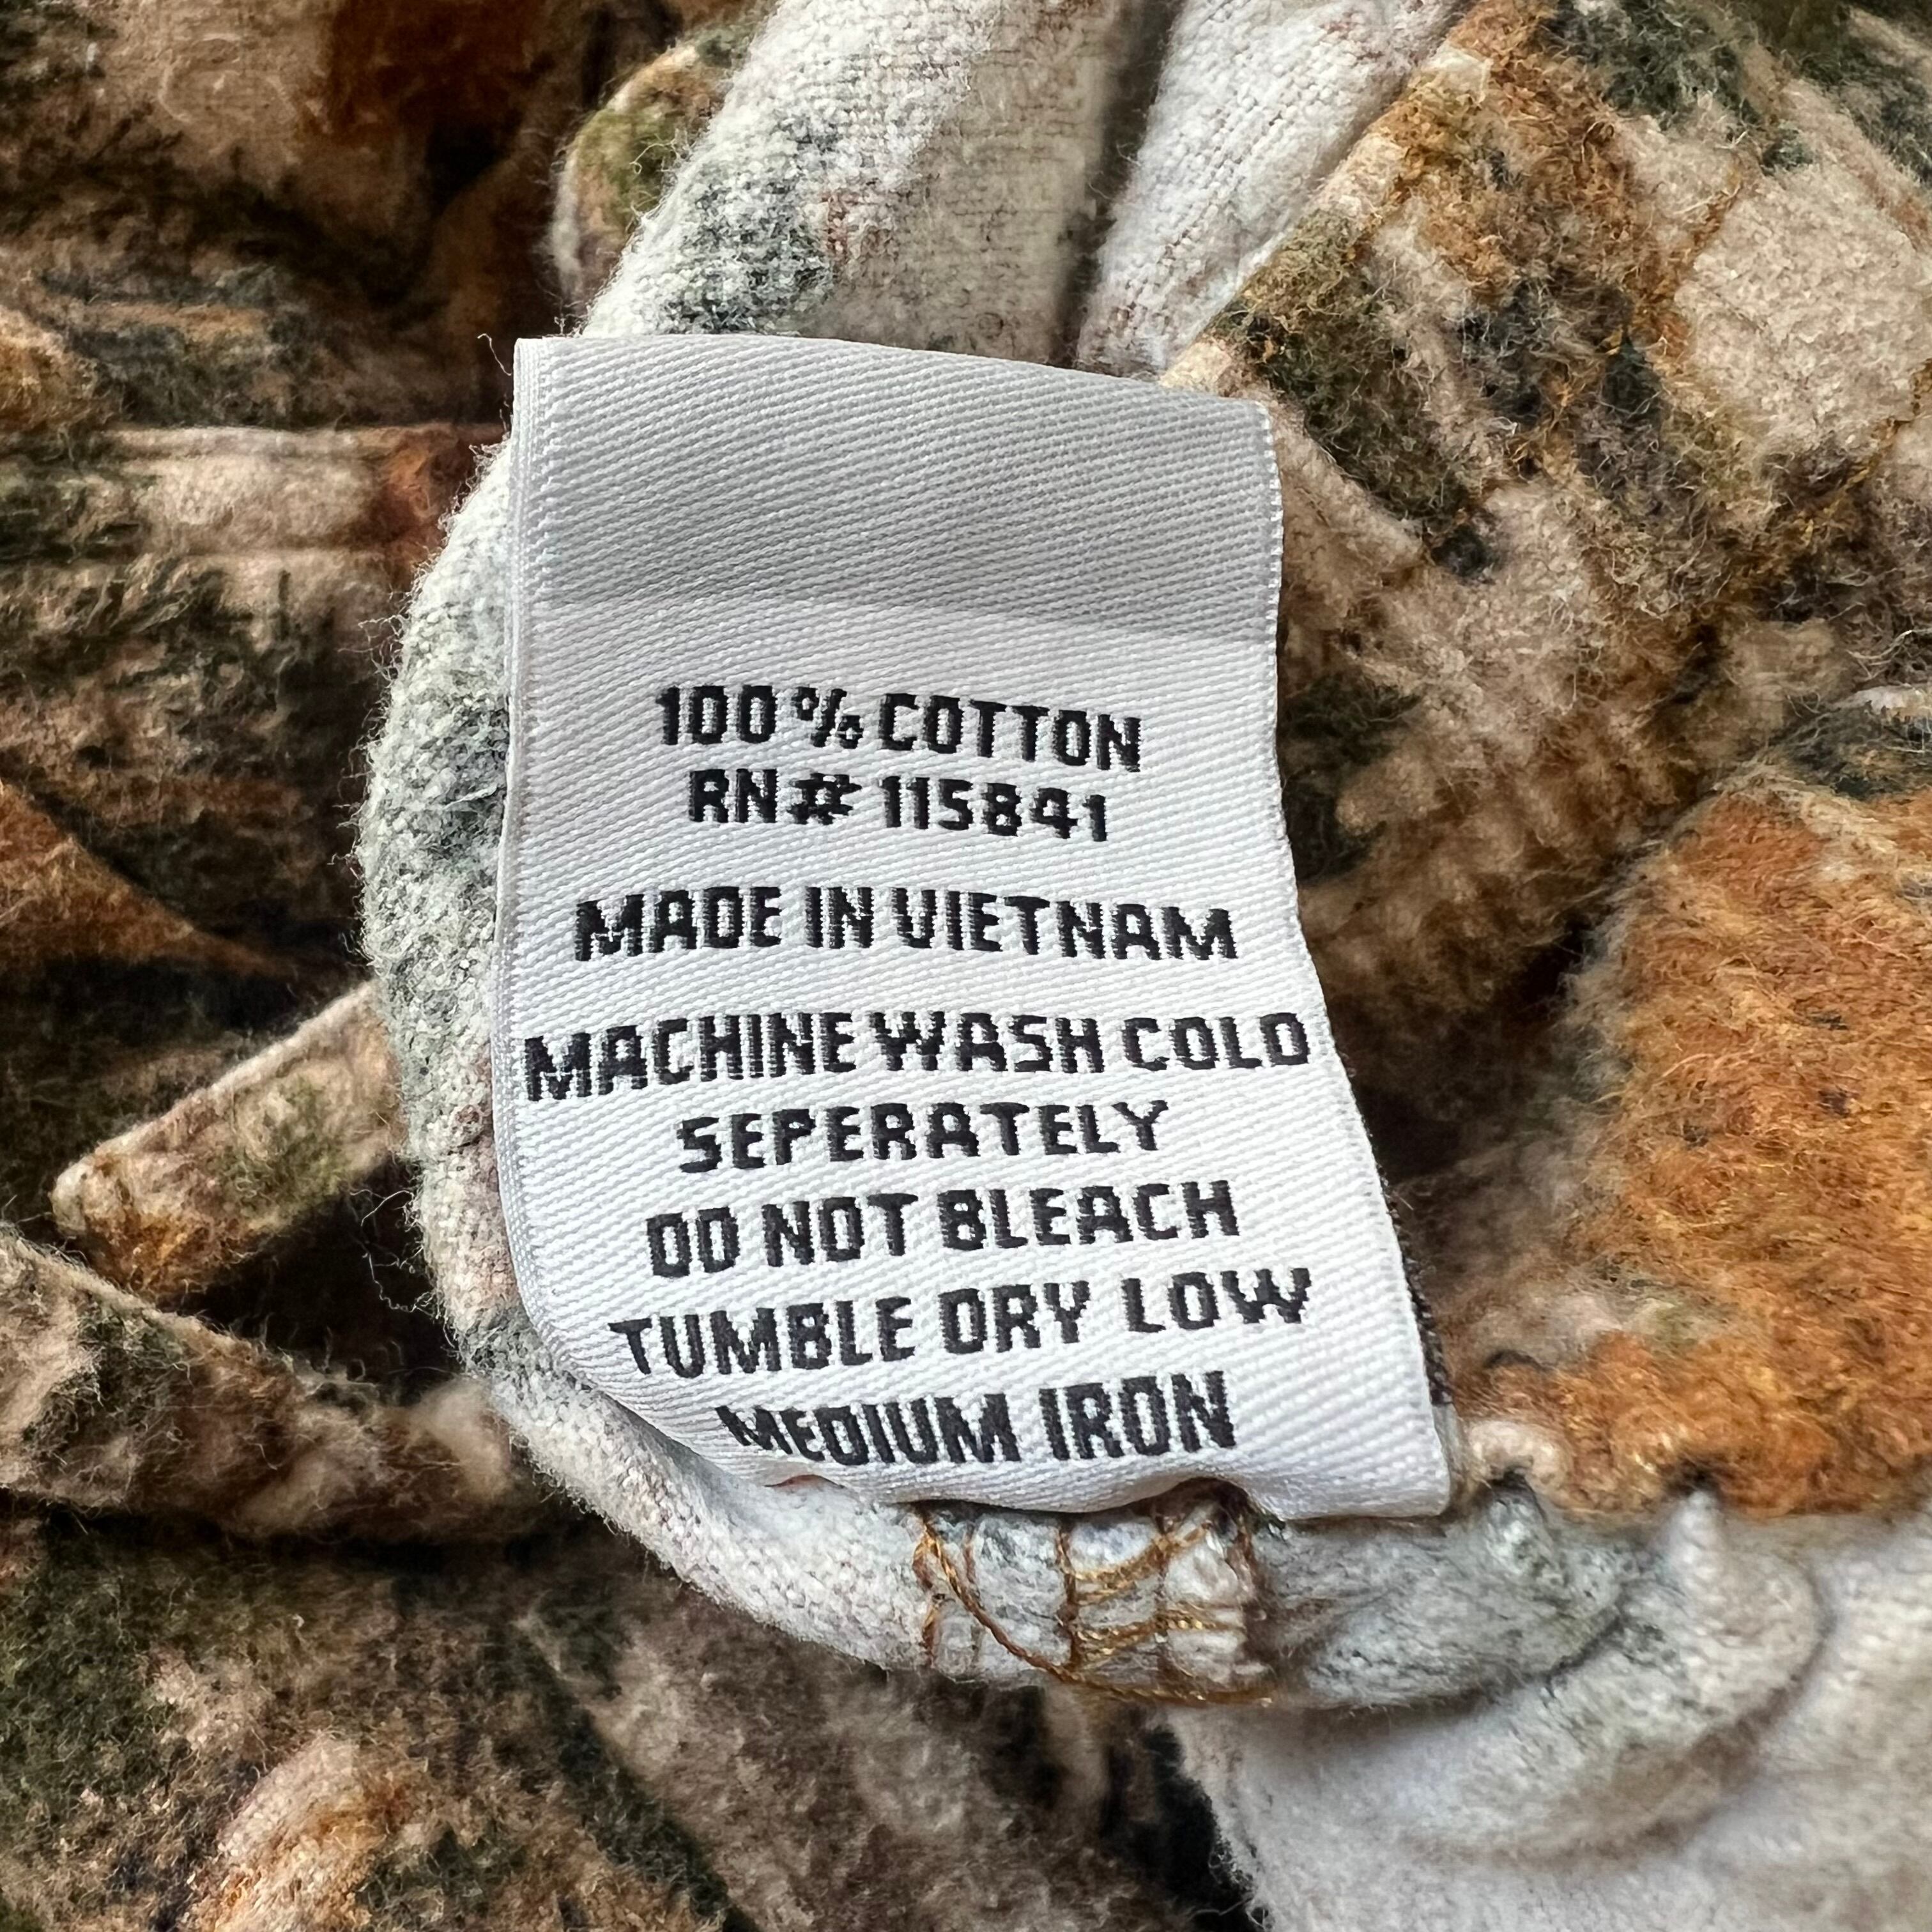 100% COTTON
RN# 115841
MADE IN VIETNAM
MACHINE WASH COLD
SEPERATELY
DO NOT BLEACH
TUMBLE DRY LOW
MEDIUM IRON